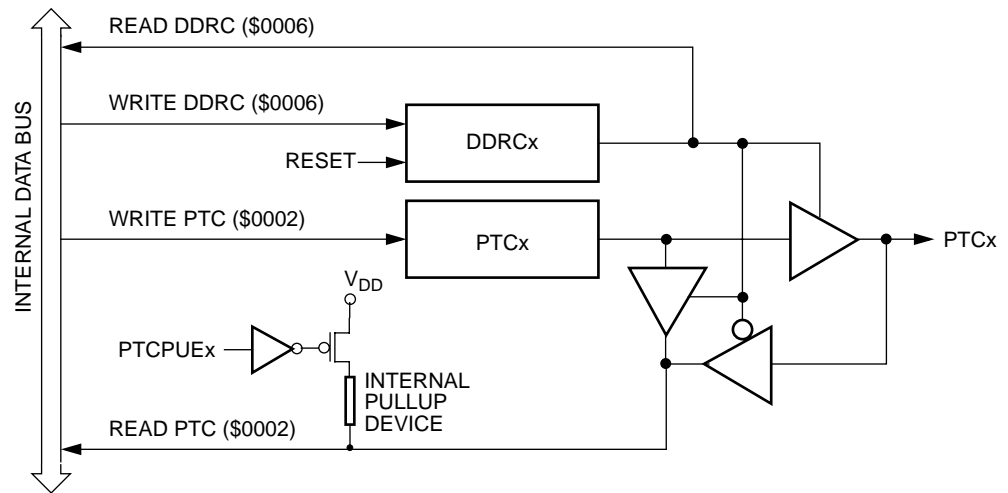 READ DDRC ($0006)
WRITE DDRC ($0006)
DDRCx
RESET
INTERNAL DATA BUS
WRITE PTC ($0002)
PTCx
PTCx
VDD
PTCPUEx
INTERNAL
PULLUP
DEVICE
READ PTC ($0002)